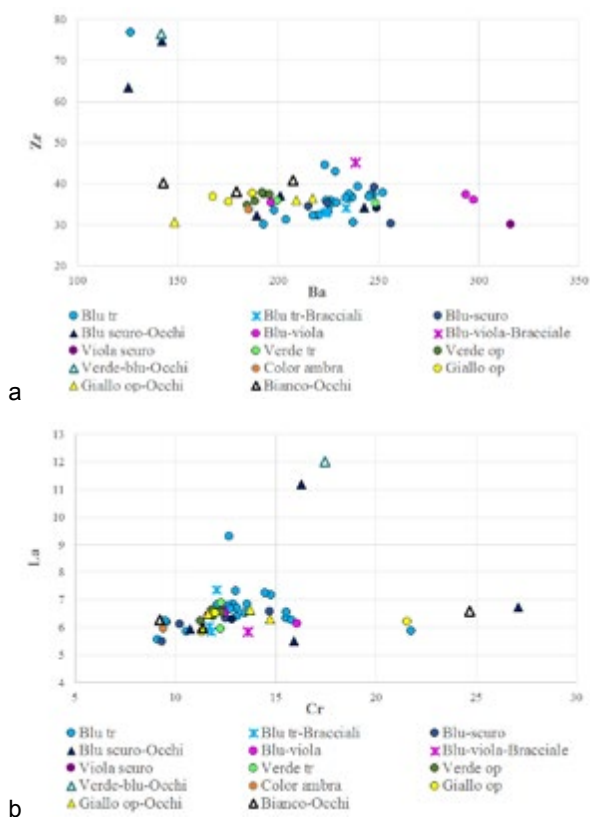 80
70
60
50
40
30
20
Zr
100 150 200 250 300 350
Ba
Blu tr Blu tr-Bracciali Blu-scuro
Blu scuro-Occhi Blu-viola Blu-viola-Bracciale
Viola scuro Verde tr Verde op
Verde-blu-Occhi Color ambra Giallo op
Giallo op-Occhi Bianco-Occhi
a
13
12
11
10
9
8
7
6
5
4
La
5 10 15 20 25 30
Cr
Blu tr Blu tr-Bracciali Blu-scuro
Blu scuro-Occhi Blu-viola Blu-viola-Bracciale
Viola scuro Verde tr Verde op
Verde-blu-Occhi Color ambra Giallo op
Giallo op-Occhi Bianco-Occhi
b